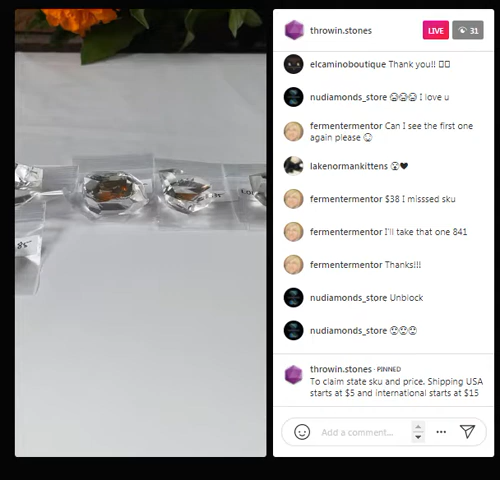 throwin.stones
LIVE
31
elcaminoboutique Thank you!!
nudiamonds_store I love u
fermentermentor Can I see the first one
again please
lakenormankittens
fermentermentor $38 I misssed sku
fermentermentor I'll take that one 841
fermentermentor Thanks!!!
nudiamonds_store Unblock
nudiamonds_store
throwin.stones · PINNED
To claim state sku and price. Shipping USA
starts at $5 and international starts at $15
Add a comment...